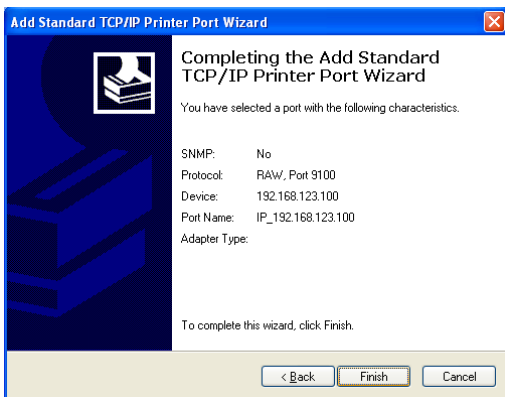 Add Standard TCP/IP Printer Port Wizard
Completing the Add Standard
TCP/IP Printer Port Wizard
You have selected a port with the following characteristics.
SNMP: No
Protocol: RAW, Port 9100
Device: 192.168.123.100
Port Name: IP_192.168.123.100
Adapter Type:
To complete this wizard, click Finish.
< Back Finish Cancel